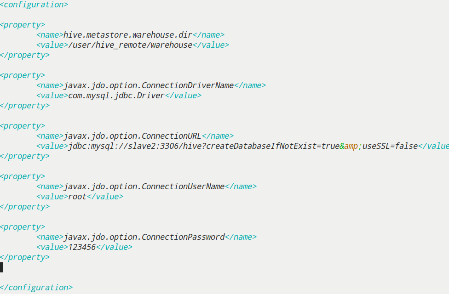 <configuration>
<property>
<name>hive.metastore.warehouse.dir</name>
<value>/user/hive_remote/warehouse</value>
</property>
<property>
<name>javax.jdo.option.ConnectionDriverName</name>
<value>com.mysql.jdbc.Driver</value>
</property>
<property>
<name>javax.jdo.option.ConnectionURL</name>
<value>jdbc:mysql://slave2:3306/hive?createDatabaseIfNotExist=true&amp;useSSL=false</value
</property>
<property>
<name>javax.jdo.option.ConnectionUserName</name>
<value>root</value>
</property>
<property>
<name>javax.jdo.option.ConnectionPassword</name>
<value>123456</value>
</property>
</configuration>